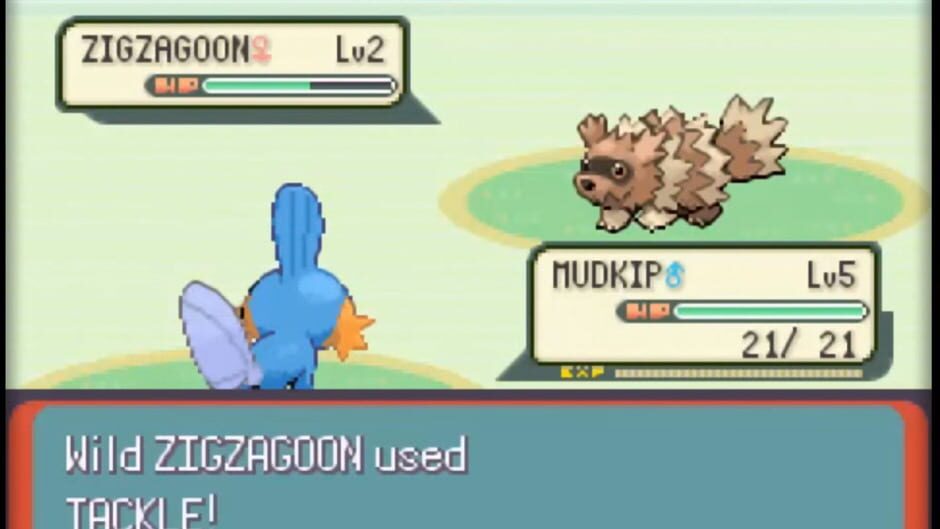 ZIGZAGOON♀ Lv2
HP
MUDKIP♂ Lv5
HP
21/ 21
EXP
Wild ZIGZAGOON used
TACKLE!